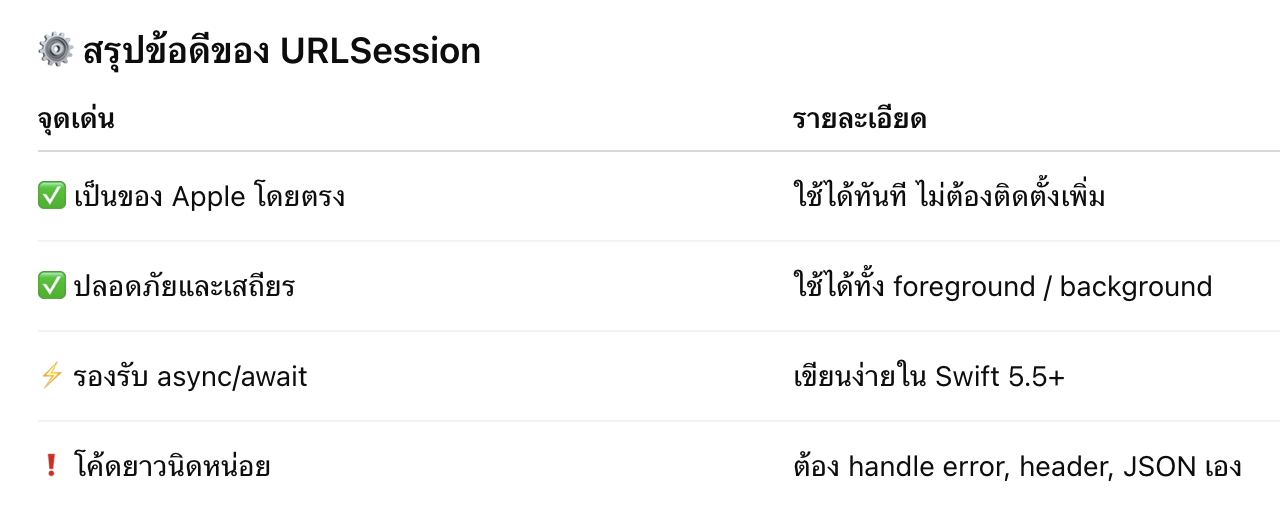 ⚙️ สรุปข้อดีของ URLSession
จุดเด่น รายละเอียด
✅ เป็นของ Apple โดยตรง ใช้ได้ทันที ไม่ต้องติดตั้งเพิ่ม
✅ ปลอดภัยและเสถียร ใช้ได้ทั้ง foreground / background
⚡ รองรับ async/await เขียนง่ายใน Swift 5.5+
❗ โค้ดยาวนิดหน่อย ต้อง handle error, header, JSON เอง